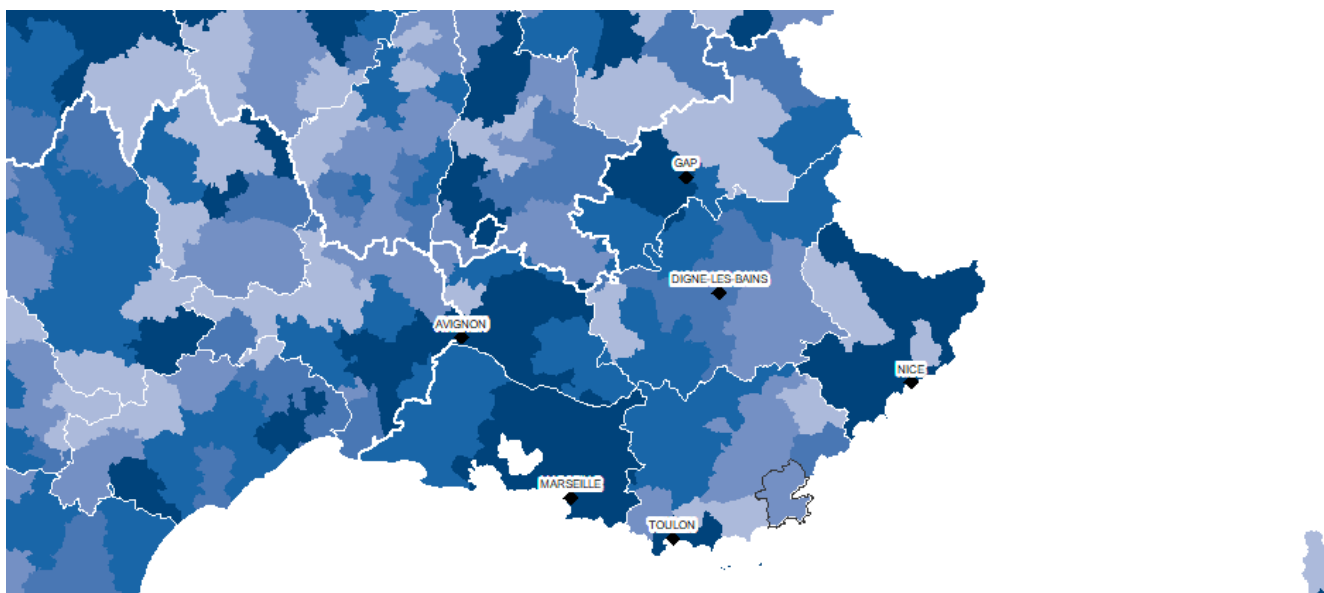 GAP
DIGNE-LES-BAINS
AVIGNON
NICE
MARSEILLE
TOULON